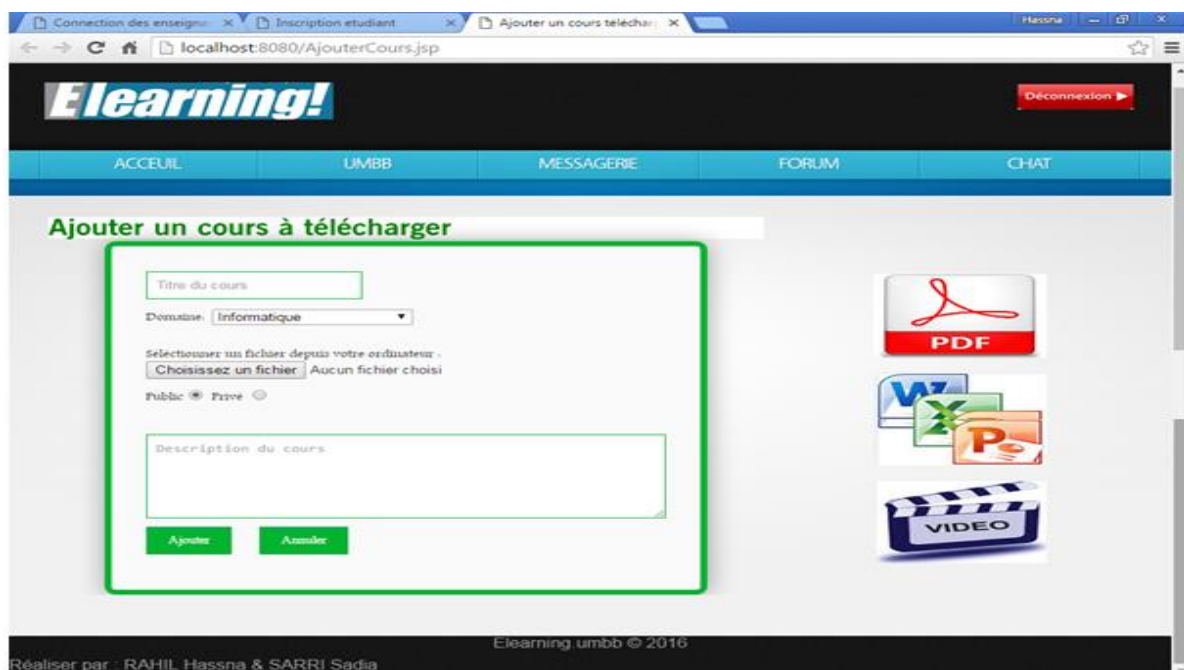 Connection des enseigna
Inscription etudiant
Ajouter un cours téléchar
Hassna
localhost:8080/AjouterCours.jsp
Elearning!
Déconnexion
ACCEUIL UMBB MESSAGERIE FORUM CHAT
Ajouter un cours à télécharger
Titre du cours
Domaine: Informatique
Sélectionner un fichier depuis votre ordinateur :
Choisissez un fichier Aucun fichier choisi
Public Privé
Description du cours
Ajouter Annuler
PDF
W
X
P
VIDEO
Elearning.umbb © 2016
Réaliser par : RAHIL Hassna & SARRI Sadia